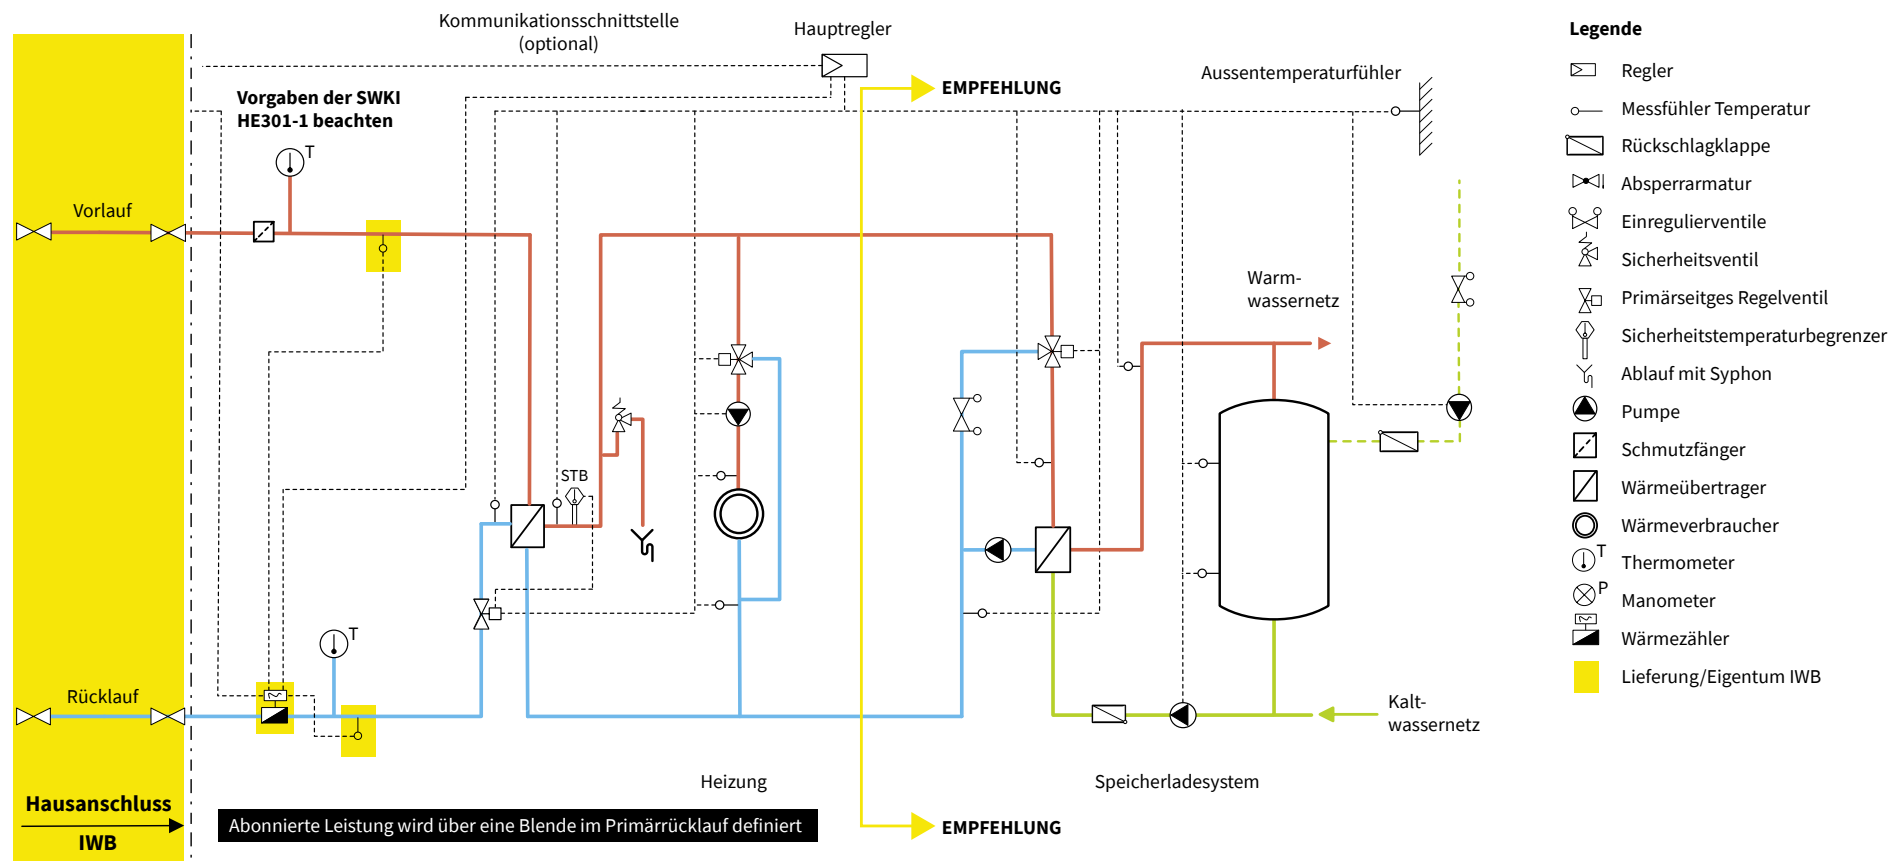 Kommunikationsschnittstelle
(optional)
Hauptregler
EMPFEHLUNG
Aussentemperaturfühler
Vorgaben der SWKI
HE301-1 beachten
T
Vorlauf
Warm-
wassernetz
STB
T
Rücklauf
Kalt-
wassernetz
Heizung
Speicherladesystem
Hausanschluss
IWB
Abonnierte Leistung wird über eine Blende im Primärrücklauf definiert
EMPFEHLUNG
Legende
Regler
Messfühler Temperatur
Rückschlagklappe
Absperrarmatur
Einregulierventile
Sicherheitsventil
Primärseitges Regelventil
Sicherheitstemperaturbegrenzer
Ablauf mit Syphon
Pumpe
Schmutzfänger
Wärmeübertrager
Wärmeverbraucher
T
Thermometer
P
Manometer
Wärmezähler
Lieferung/Eigentum IWB